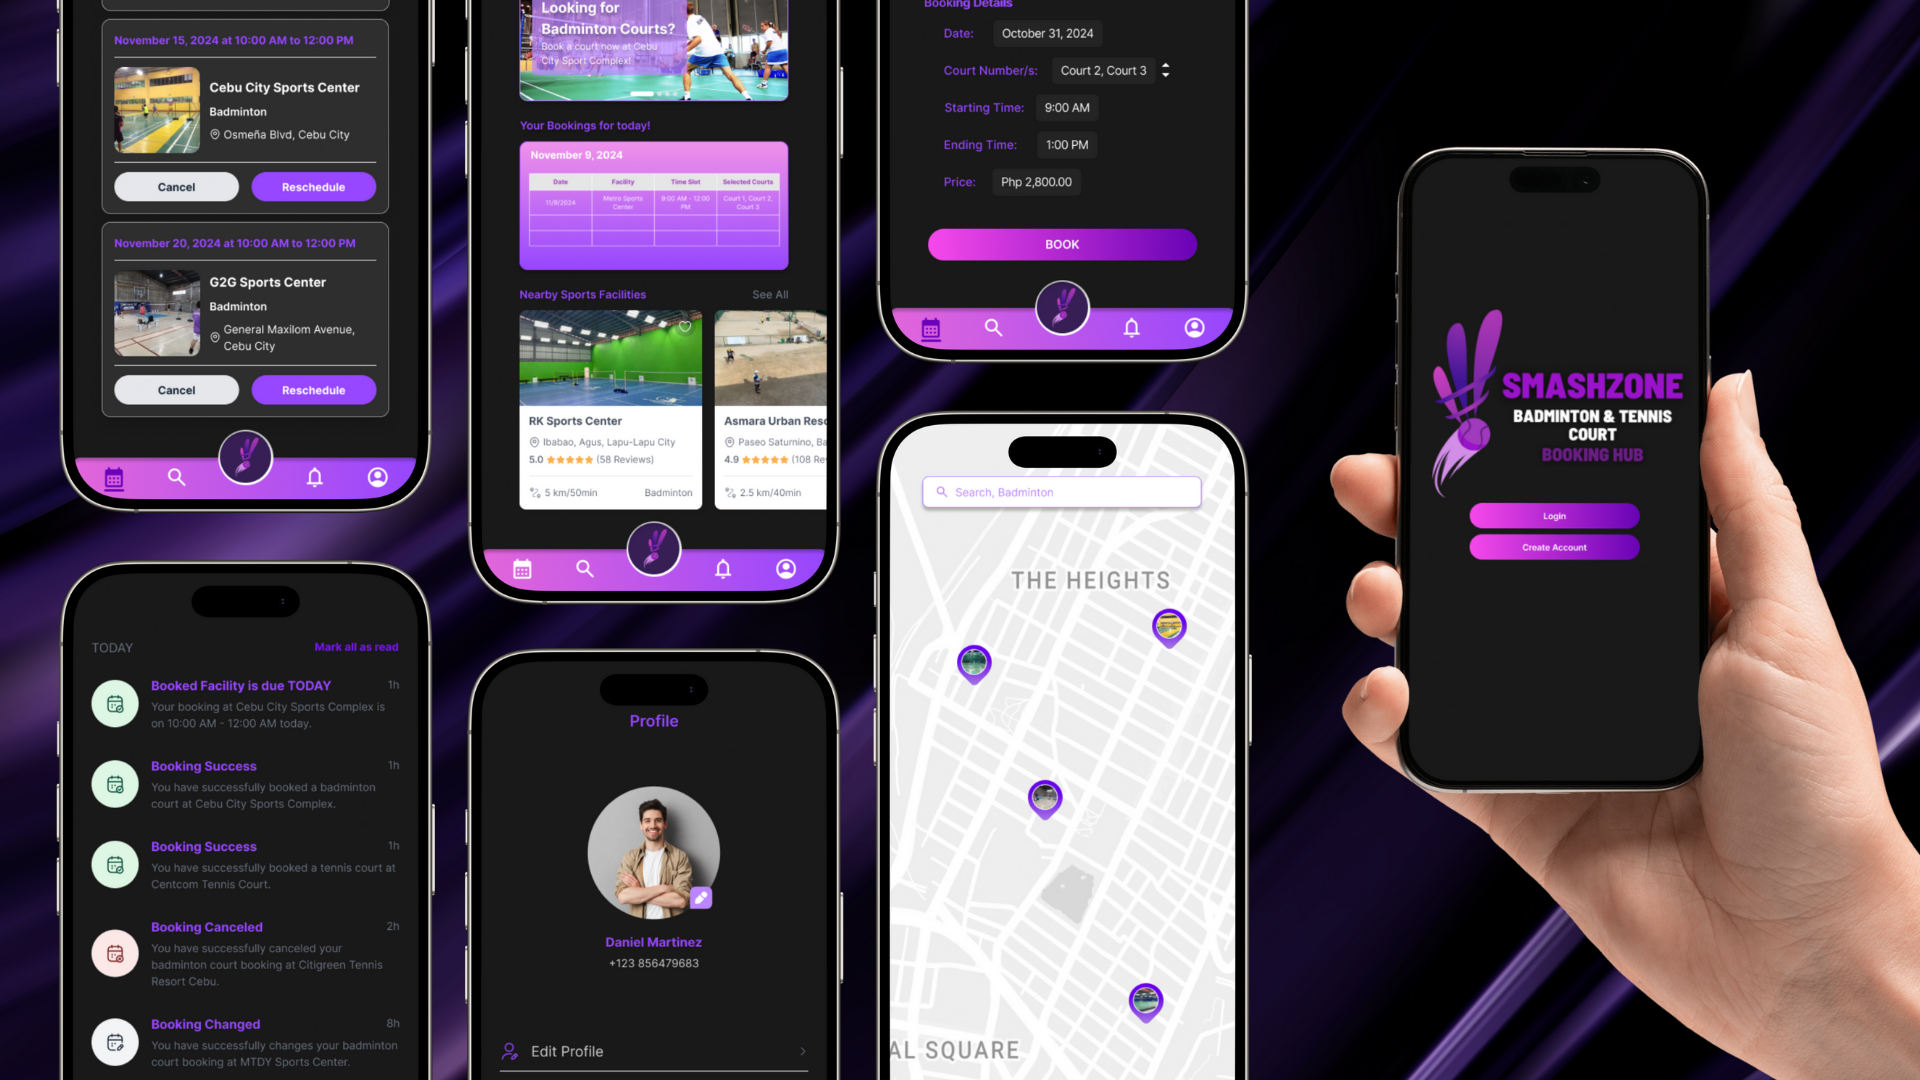 November 15, 2024 at 10:00 AM to 12:00 PM
Cebu City Sports Center
Badminton
Osmeña Blvd, Cebu City
Cancel
Reschedule
November 20, 2024 at 10:00 AM to 12:00 PM
G2G Sports Center
Badminton
General Maxilom Avenue,
Cebu City
Cancel
Reschedule
TODAY
Mark all as read
Booked Facility is due TODAY
1h
Your booking at Cebu City Sports Complex is
on 10:00 AM - 12:00 AM today.
Booking Success
1h
You have successfully booked a badminton
court at Cebu City Sports Complex.
Booking Success
1h
You have successfully booked a tennis court at
Centcom Tennis Court.
Booking Canceled
2h
You have successfully canceled your
badminton court booking at Citigreen Tennis
Resort Cebu.
Booking Changed
8h
You have successfully changes your badminton
court booking at MTDY Sports Center.
Looking for
Badminton Courts?
Book a court now at Cebu
City Sport Complex!
Your Bookings for today!
November 9, 2024
Date Facility Time Slot Selected Courts
11/9/2024 Metro Sports Center 9:00 AM - 12:00 PM Court 1, Court 2, Court 3
Nearby Sports Facilities
See All
RK Sports Center
Ibabao, Agus, Lapu-Lapu City
5.0 (58 Reviews)
5 km/50min
Badminton
Asmara Urban Reso
Paseo Saturnino, Ba
4.9 (108 Re
2.5 km/40min
Profile
Daniel Martinez
+123 856479683
Edit Profile
Booking Details
Date: October 31, 2024
Court Number/s: Court 2, Court 3
Starting Time: 9:00 AM
Ending Time: 1:00 PM
Price: Php 2,800.00
BOOK
Search, Badminton
THE HEIGHTS
AL SQUARE
SMASHZONE
BADMINTON & TENNIS
COURT
BOOKING HUB
Login
Create Account